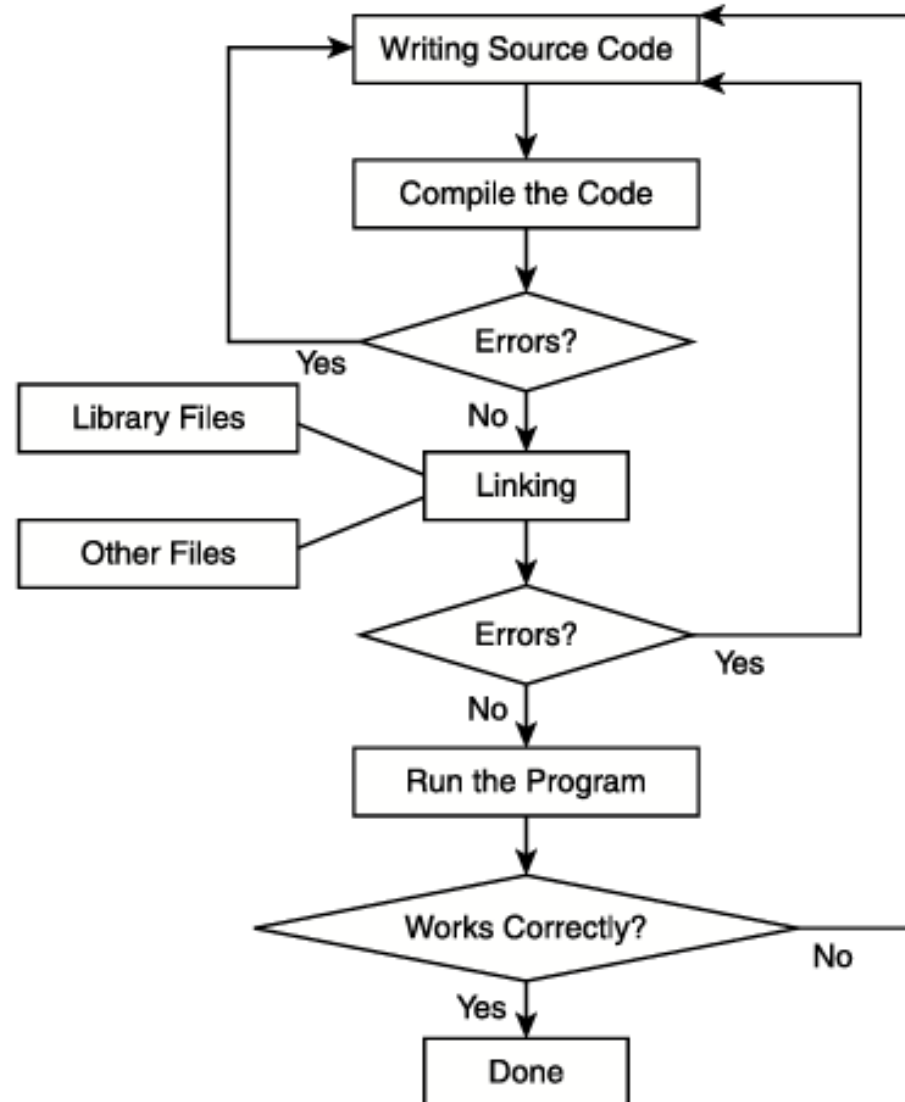 Writing Source Code
Compile the Code
Errors?
Yes
No
Library Files
Linking
Other Files
Errors?
Yes
No
Run the Program
Works Correctly?
No
Yes
Done